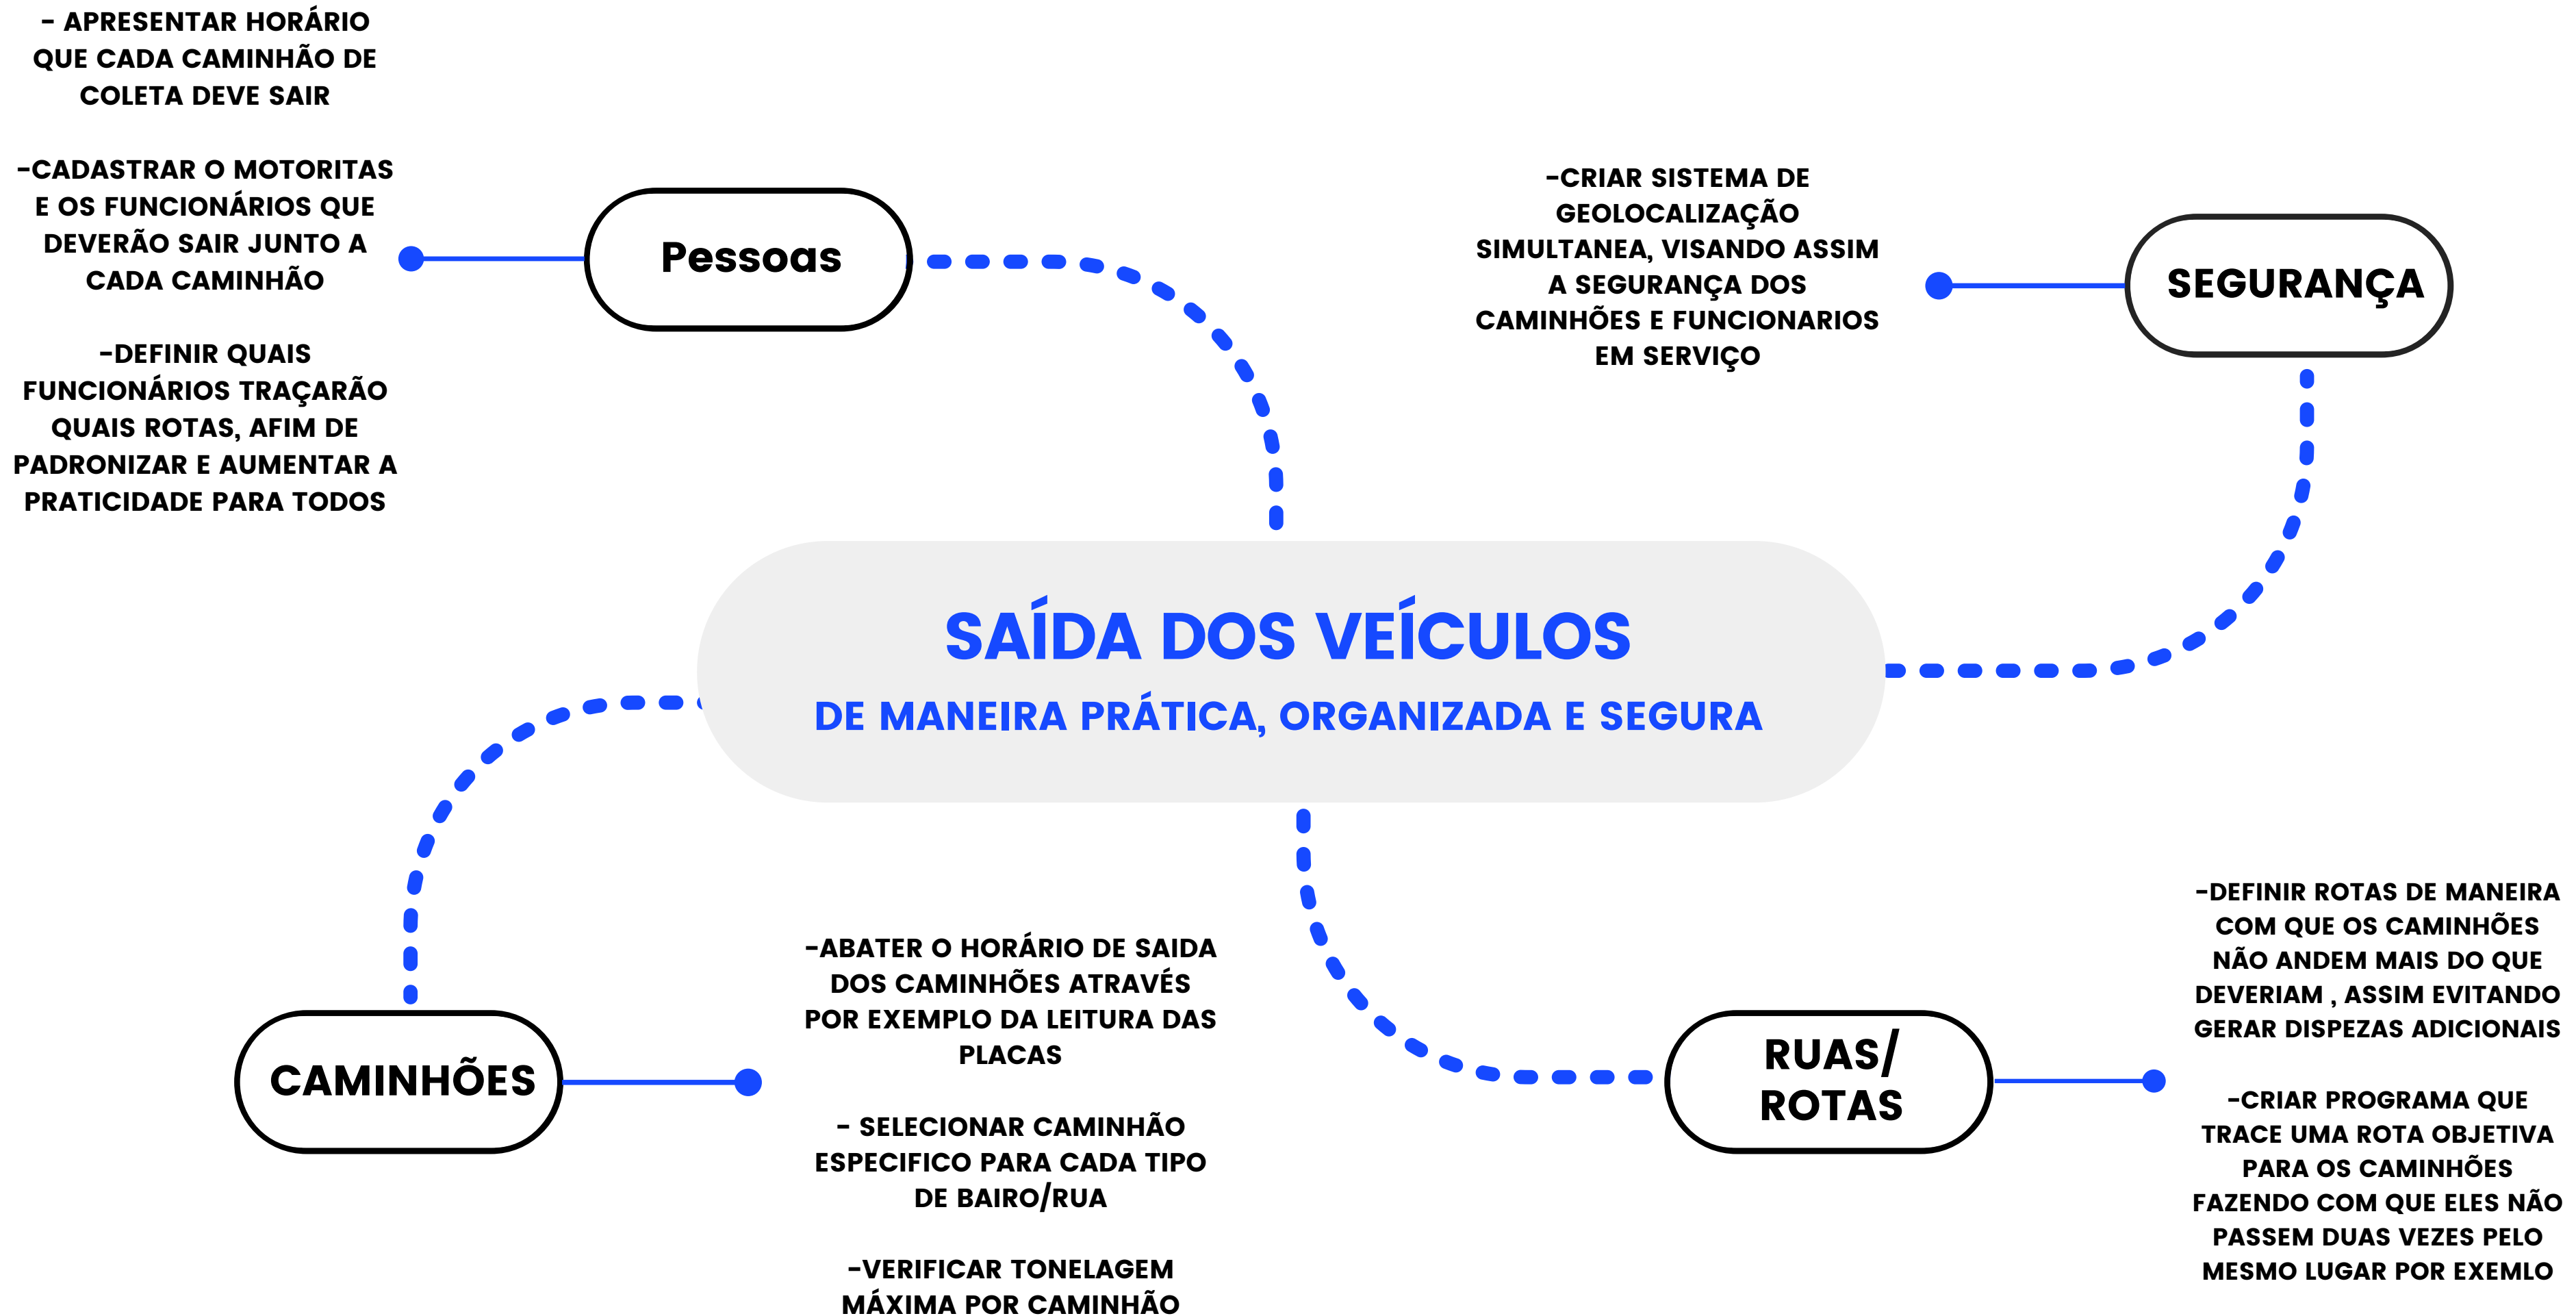 - APRESENTAR HORÁRIO
QUE CADA CAMINHÃO DE
COLETA DEVE SAIR
-CADASTRAR O MOTORITAS
E OS FUNCIONÁRIOS QUE
DEVERÃO SAIR JUNTO A
CADA CAMINHÃO
-DEFINIR QUAIS
FUNCIONÁRIOS TRAÇARÃO
QUAIS ROTAS, AFIM DE
PADRONIZAR E AUMENTAR A
PRATICIDADE PARA TODOS
Pessoas
-CRIAR SISTEMA DE
GEOLOCALIZAÇÃO
SIMULTANEA, VISANDO ASSIM
A SEGURANÇA DOS
CAMINHÕES E FUNCIONARIOS
EM SERVIÇO
SEGURANÇA
SAÍDA DOS VEÍCULOS
DE MANEIRA PRÁTICA, ORGANIZADA E SEGURA
CAMINHÕES
-ABATER O HORÁRIO DE SAIDA
DOS CAMINHÕES ATRAVÉS
POR EXEMPLO DA LEITURA DAS
PLACAS
- SELECIONAR CAMINHÃO
ESPECIFICO PARA CADA TIPO
DE BAIRO/RUA
-VERIFICAR TONELAGEM
MÁXIMA POR CAMINHÃO
RUAS/
ROTAS
-DEFINIR ROTAS DE MANEIRA
COM QUE OS CAMINHÕES
NÃO ANDEM MAIS DO QUE
DEVERIAM , ASSIM EVITANDO
GERAR DISPEZAS ADICIONAIS
-CRIAR PROGRAMA QUE
TRACE UMA ROTA OBJETIVA
PARA OS CAMINHÕES
FAZENDO COM QUE ELES NÃO
PASSEM DUAS VEZES PELO
MESMO LUGAR POR EXEMLO